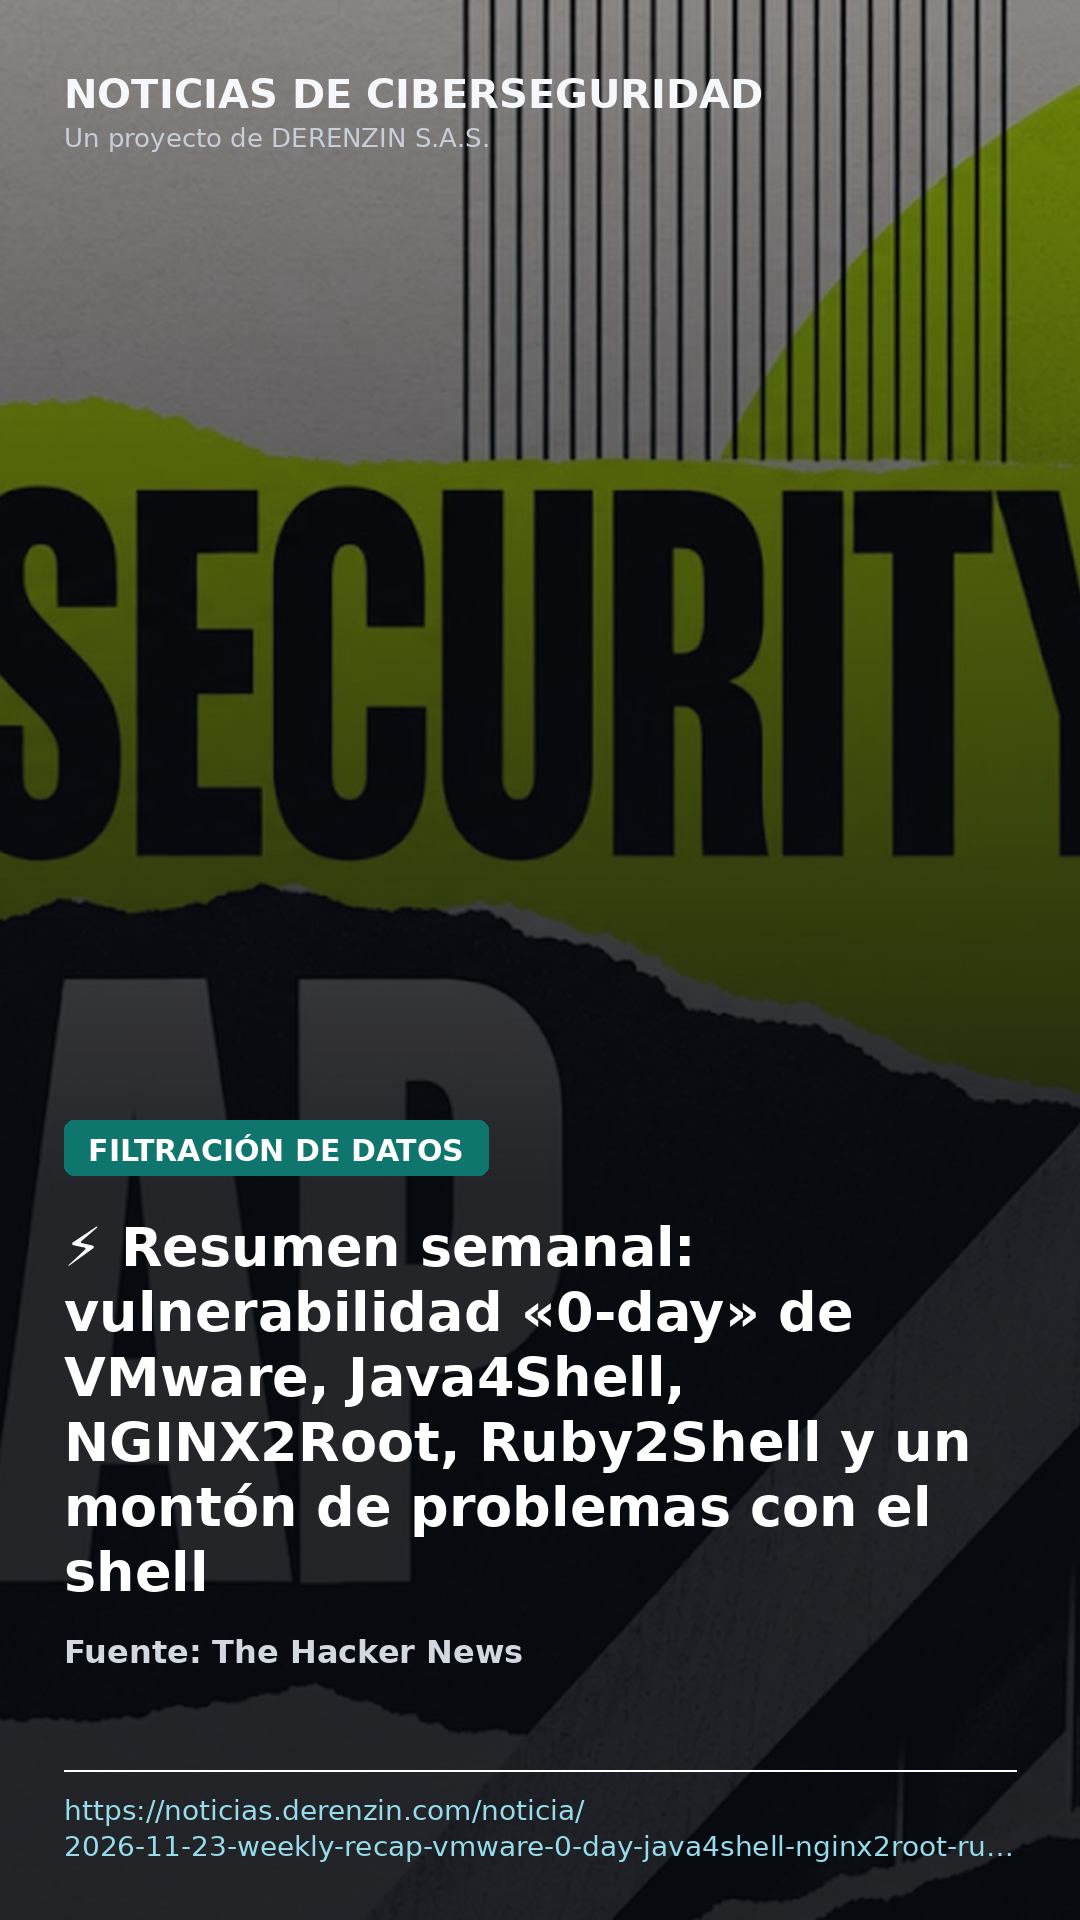 NOTICIAS DE CIBERSEGURIDAD
Un proyecto de DERENZIN S.A.S.
SECURITY
AP
FILTRACIÓN DE DATOS
⚡ Resumen semanal:
vulnerabilidad «0-day» de
VMware, Java4Shell,
NGINX2Root, Ruby2Shell y un
montón de problemas con el
shell
Fuente: The Hacker News
https://noticias.derenzin.com/noticia/
2026-11-23-weekly-recap-vmware-0-day-java4shell-nginx2root-ru...